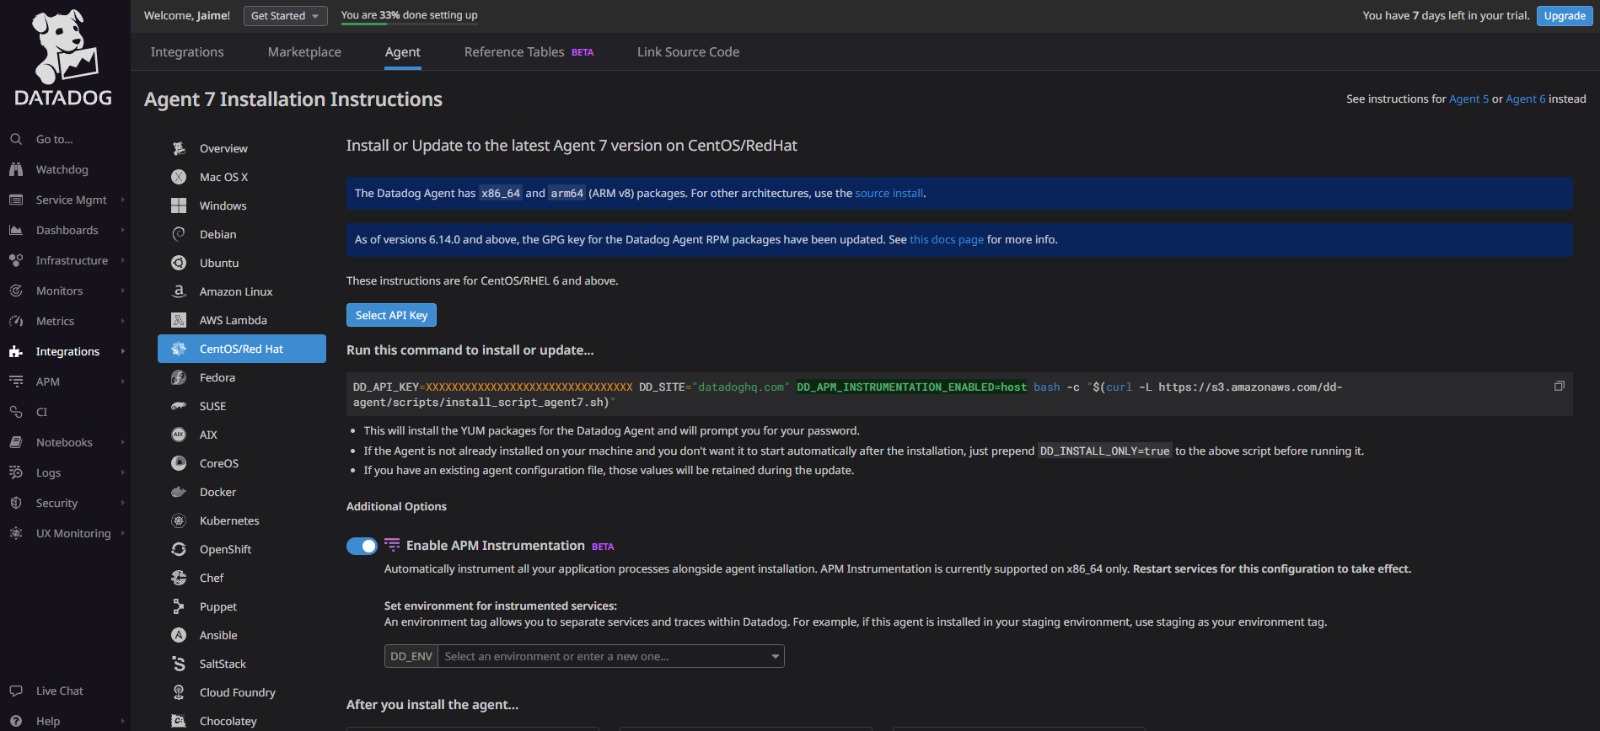 DATADOG
Welcome, Jaime!
Get Started
You are 33% done setting up
You have 7 days left in your trial.
Upgrade
Integrations
Marketplace
Agent
Reference Tables BETA
Link Source Code
Agent 7 Installation Instructions
See instructions for Agent 5 or Agent 6 instead
Go to...
Watchdog
Service Mgmt
Dashboards
Infrastructure
Monitors
Metrics
Integrations
APM
CI
Notebooks
Logs
Security
UX Monitoring
Live Chat
Help
Overview
Mac OS X
Windows
Debian
Ubuntu
Amazon Linux
AWS Lambda
CentOS/Red Hat
Fedora
SUSE
AIX
CoreOS
Docker
Kubernetes
OpenShift
Chef
Puppet
Ansible
SaltStack
Cloud Foundry
Chocolatey
Install or Update to the latest Agent 7 version on CentOS/RedHat
The Datadog Agent has x86_64 and arm64 (ARM v8) packages. For other architectures, use the source install.
As of versions 6.14.0 and above, the GPG key for the Datadog Agent RPM packages have been updated. See this docs page for more info.
These instructions are for CentOS/RHEL 6 and above.
Select API Key
Run this command to install or update...
DD_API_KEY=XXXXXXXXXXXXXXXXXXXXXXXXXXXXXXXX DD_SITE="datadoghq.com" DD_APM_INSTRUMENTATION_ENABLED=host bash -c "$(curl -L https://s3.amazonaws.com/dd-
agent/scripts/install_script_agent7.sh)"
• This will install the YUM packages for the Datadog Agent and will prompt you for your password.
• If the Agent is not already installed on your machine and you don't want it to start automatically after the installation, just prepend DD_INSTALL_ONLY=true to the above script before running it.
• If you have an existing agent configuration file, those values will be retained during the update.
Additional Options
Enable APM Instrumentation BETA
Automatically instrument all your application processes alongside agent installation. APM Instrumentation is currently supported on x86_64 only. Restart services for this configuration to take effect.
Set environment for instrumented services:
An environment tag allows you to separate services and traces within Datadog. For example, if this agent is installed in your staging environment, use staging as your environment tag.
DD_ENV Select an environment or enter a new one...
After you install the agent...